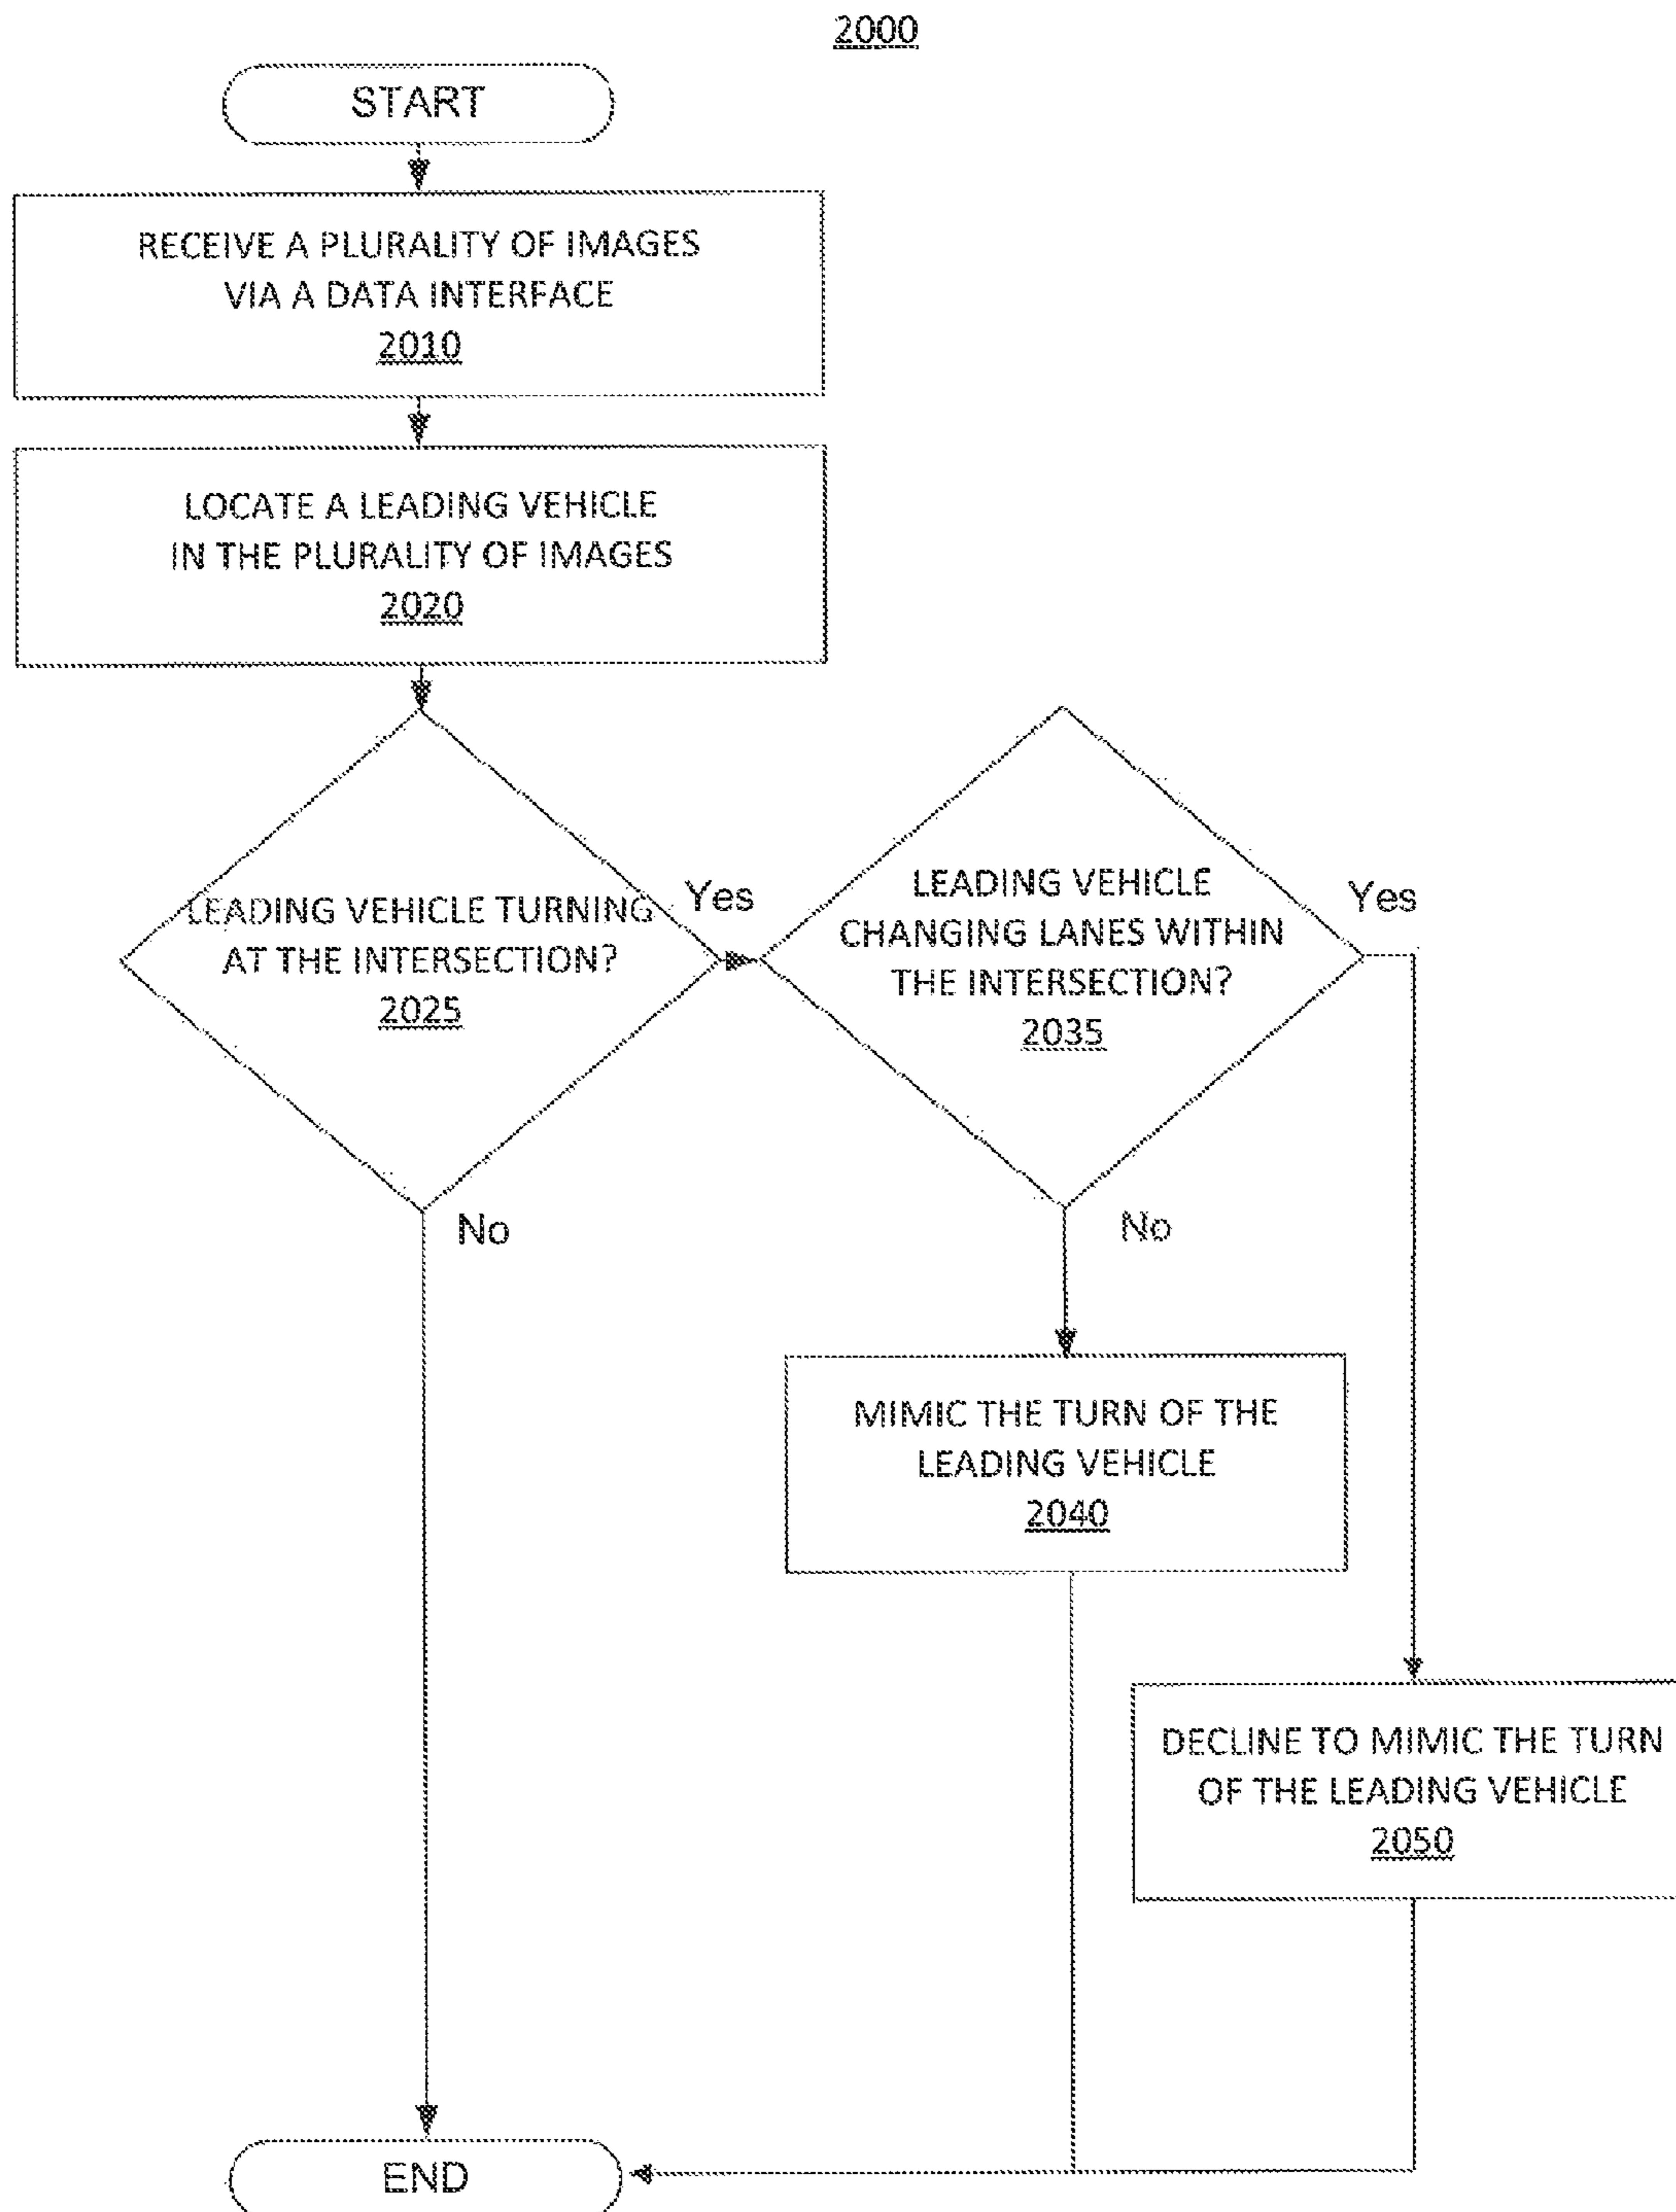 2000
START
RECEIVE A PLURALITY OF IMAGES
VIA A DATA INTERFACE
2010
LOCATE A LEADING VEHICLE
IN THE PLURALITY OF IMAGES
2020
LEADING VEHICLE TURNING
AT THE INTERSECTION?
2025
Yes
No
LEADING VEHICLE
CHANGING LANES WITHIN
THE INTERSECTION?
2035
Yes
No
MIMIC THE TURN OF THE
LEADING VEHICLE
2040
DECLINE TO MIMIC THE TURN
OF THE LEADING VEHICLE
2050
END